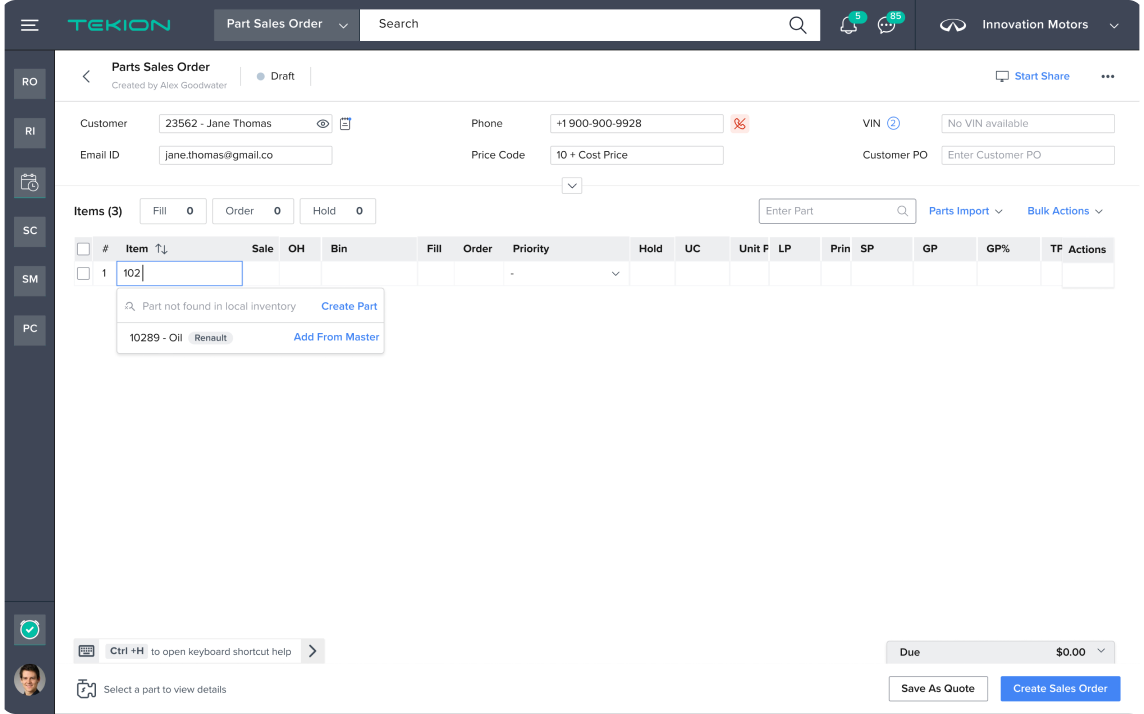 TEKION
Part Sales Order
Search
5
85
Innovation Motors
RO
RI
SC
SM
PC
Parts Sales Order
Created by Alex Goodwater
Draft
Start Share
Customer
23562 - Jane Thomas
Phone
+1 900-900-9928
VIN 2
No VIN available
Email ID
jane.thomas@gmail.co
Price Code
10 + Cost Price
Customer PO
Enter Customer PO
Items (3)
Fill 0
Order 0
Hold 0
Enter Part
Parts Import
Bulk Actions
# Item Sale OH Bin Fill Order Priority Hold UC Unit P LP Prin SP GP GP% TP Actions
1 102 -
Part not found in local inventory Create Part
10289 - Oil Renault Add From Master
Ctrl +H to open keyboard shortcut help
Due $0.00
Select a part to view details
Save As Quote
Create Sales Order